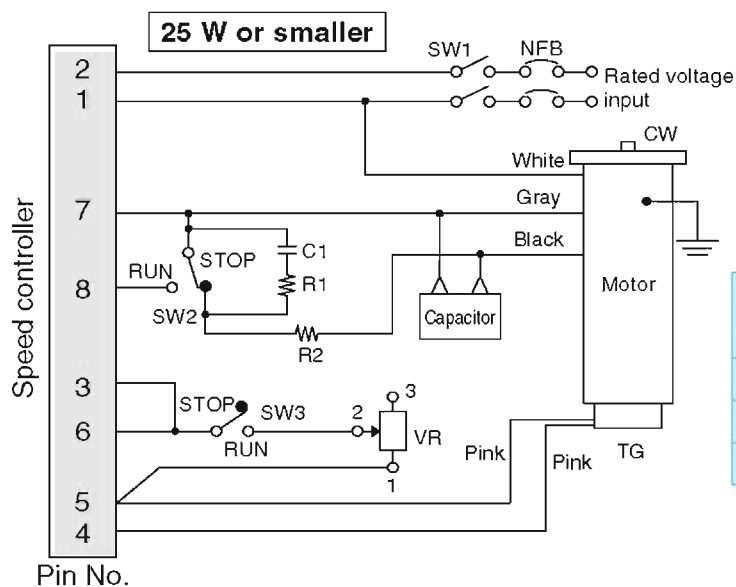 25 W or smaller
SW1
NFB
2
Rated voltage
1
input
CW
White
7
Gray
STOP
C1
Black
RUN
8
R1
Motor
SW2
Capacitor
R2
3
STOP
SW3
3
6
2
RUN
VR
Pink
Pink
TG
1
5
4
Speed controller
Pin No.